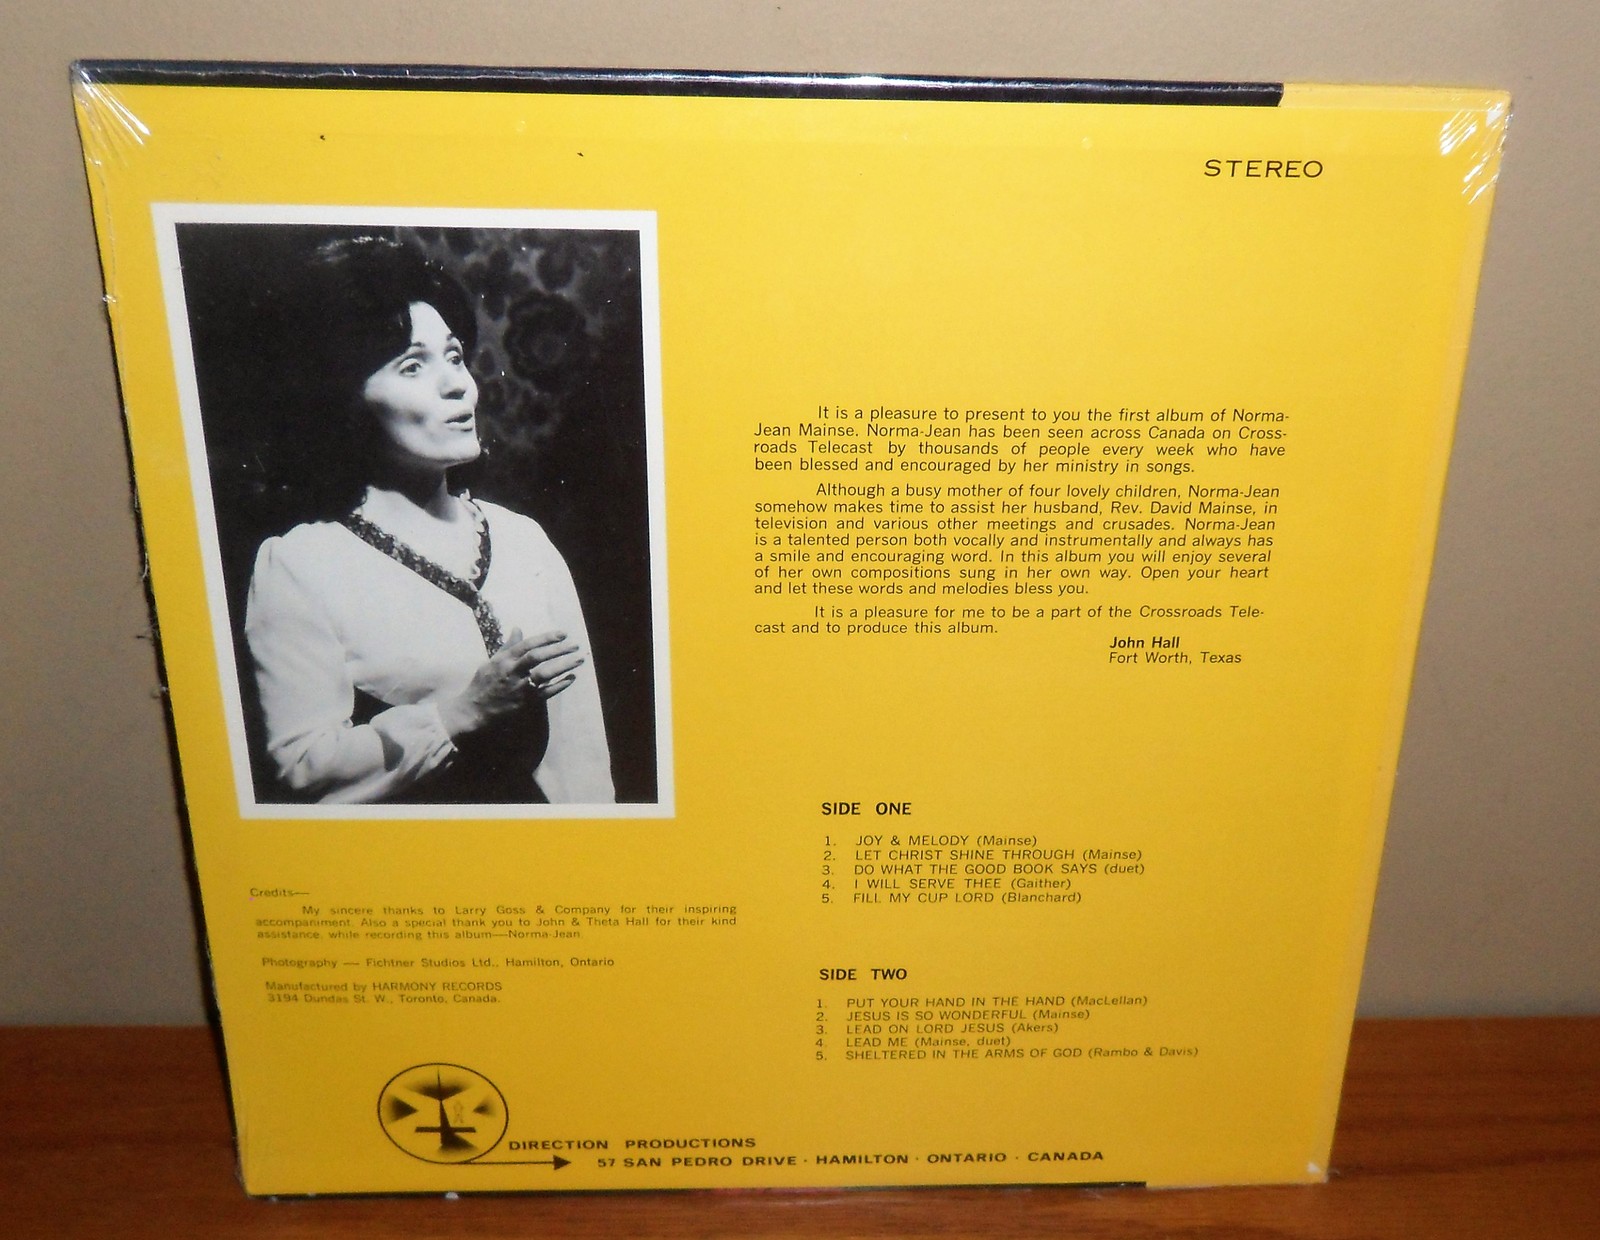 STEREO
It is a pleasure to present to you the first album of Norma-
Jean Mainse. Norma-Jean has been seen across Canada on Cross-
roads Telecast by thousands of people every week who have
been blessed and encouraged by her ministry in songs.
Although a busy mother of four lovely children, Norma-Jean
somehow makes time to assist her husband, Rev. David Mainse, in
television and various other meetings and crusades. Norma-Jean
is a talented person both vocally and instrumentally and always has
a smile and encouraging word. In this album you will enjoy several
of her own compositions sung in her own way. Open your heart
and let these words and melodies bless you.
It is a pleasure for me to be a part of the Crossroads Tele-
cast and to produce this album.
John Hall
Fort Worth, Texas
SIDE ONE
1. JOY & MELODY (Mainse)
2. LET CHRIST SHINE THROUGH (Mainse)
3. DO WHAT THE GOOD BOOK SAYS (duet)
4. I WILL SERVE THEE (Gaither)
5. FILL MY CUP LORD (Blanchard)
SIDE TWO
1. PUT YOUR HAND IN THE HAND (MacLellan)
2. JESUS IS SO WONDERFUL (Mainse)
3. LEAD ON LORD JESUS (Akers)
4. LEAD ME (Mainse, duet)
5. SHELTERED IN THE ARMS OF GOD (Rambo & Davis)
Credits—
My sincere thanks to Larry Goss & Company for their inspiring
accompaniment. Also a special thank you to John & Theta Hall for their kind
assistance, while recording this album—Norma-Jean.
Photography — Fichtner Studios Ltd., Hamilton, Ontario
Manufactured by HARMONY RECORDS
3194 Dundas St. W., Toronto, Canada.
DIRECTION PRODUCTIONS
57 SAN PEDRO DRIVE · HAMILTON · ONTARIO · CANADA